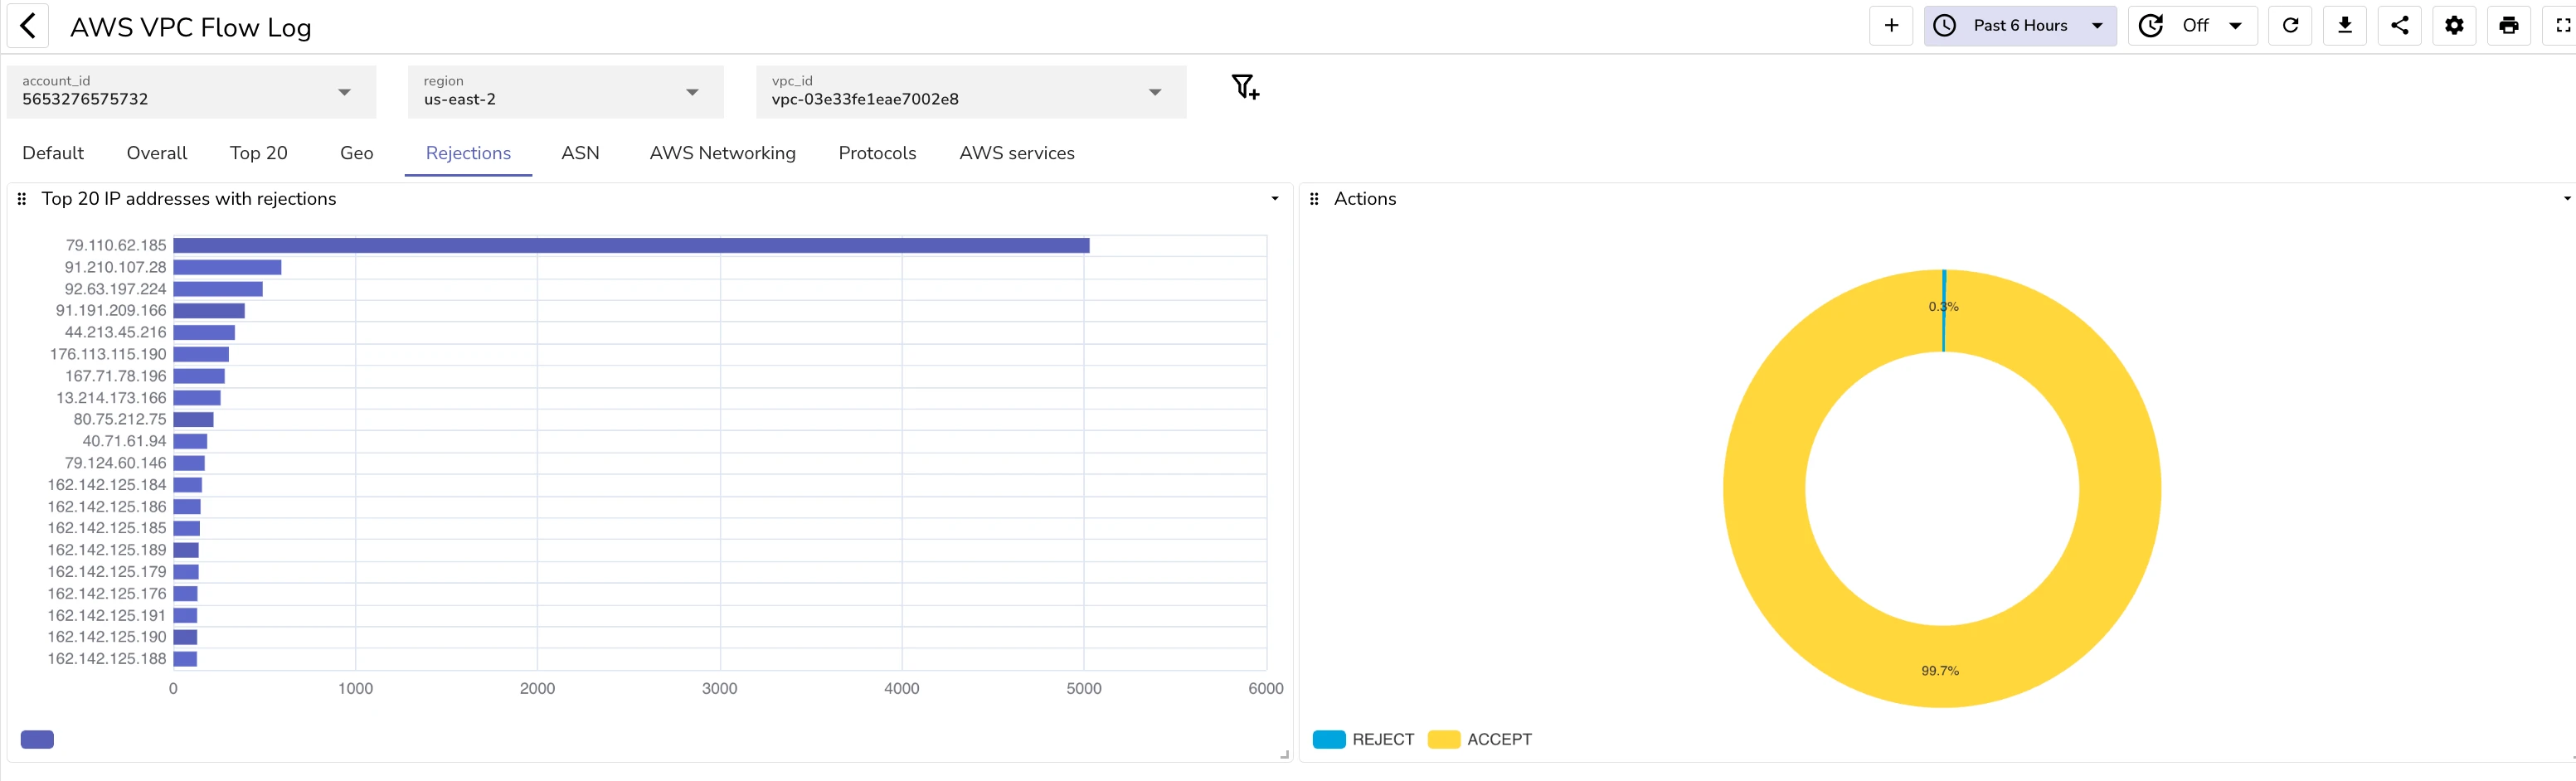 AWS VPC Flow Log
Past 6 Hours
Off
account_id
5653276575732
region
us-east-2
vpc_id
vpc-03e33fe1eae7002e8
Default Overall Top 20 Geo Rejections ASN AWS Networking Protocols AWS services
Top 20 IP addresses with rejections
79.110.62.185
91.210.107.28
92.63.197.224
91.191.209.166
44.213.45.216
176.113.115.190
167.71.78.196
13.214.173.166
80.75.212.75
40.71.61.94
79.124.60.146
162.142.125.184
162.142.125.186
162.142.125.185
162.142.125.189
162.142.125.179
162.142.125.176
162.142.125.191
162.142.125.190
162.142.125.188
0 1000 2000 3000 4000 5000 6000
Actions
0.3%
99.7%
REJECT ACCEPT